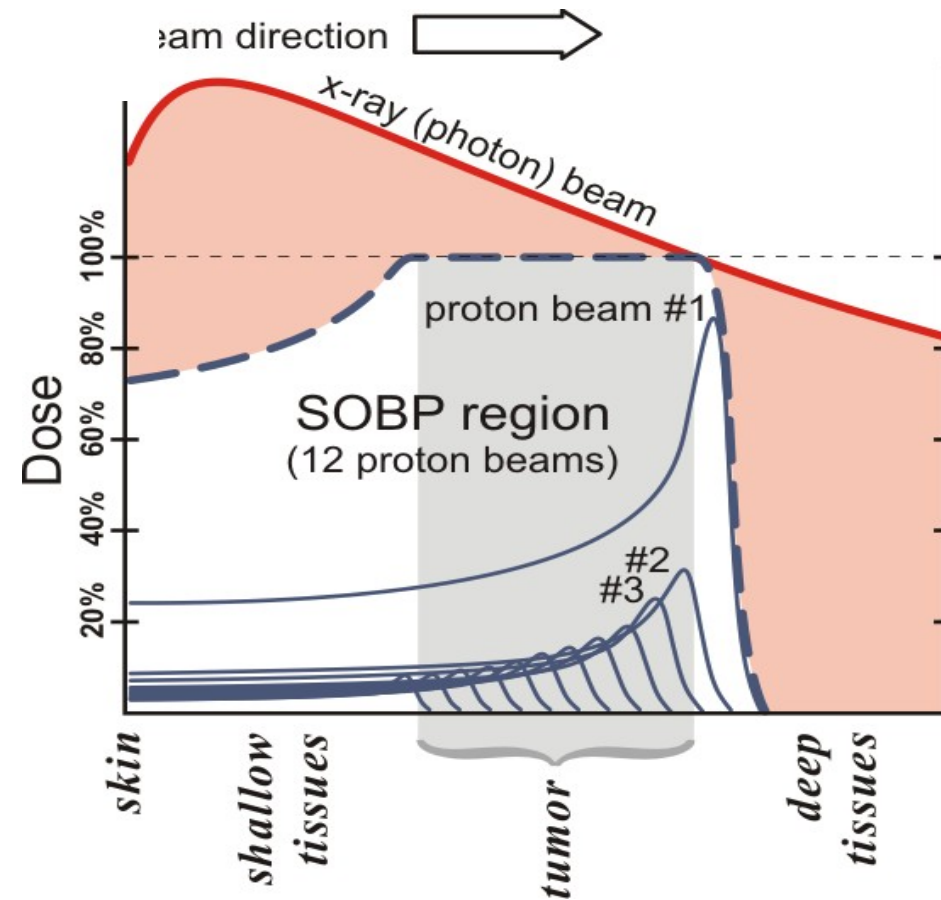 eam direction
x-ray (photon) beam
100%
80%
60%
40%
20%
Dose
proton beam #1
SOBP region
(12 proton beams)
#2
#3
skin
shallow
tissues
tumor
deep
tissues